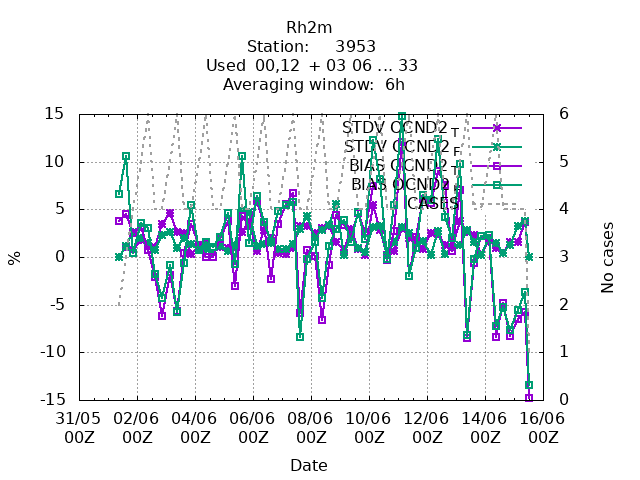 Rh2m
Station: 3953
Used 00,12 + 03 06 ... 33
Averaging window: 6h
15 6
STDV OCND2 T
10 5
STDV OCND2 F
BIAS OCND2 T
BIAS OCND2
CASES
5 4
0 3
-5 2
-10 1
-15 0
%
No cases
31/05 02/06 04/06 06/06 08/06 10/06 12/06 14/06 16/06
00Z 00Z 00Z 00Z 00Z 00Z 00Z 00Z 00Z
Date